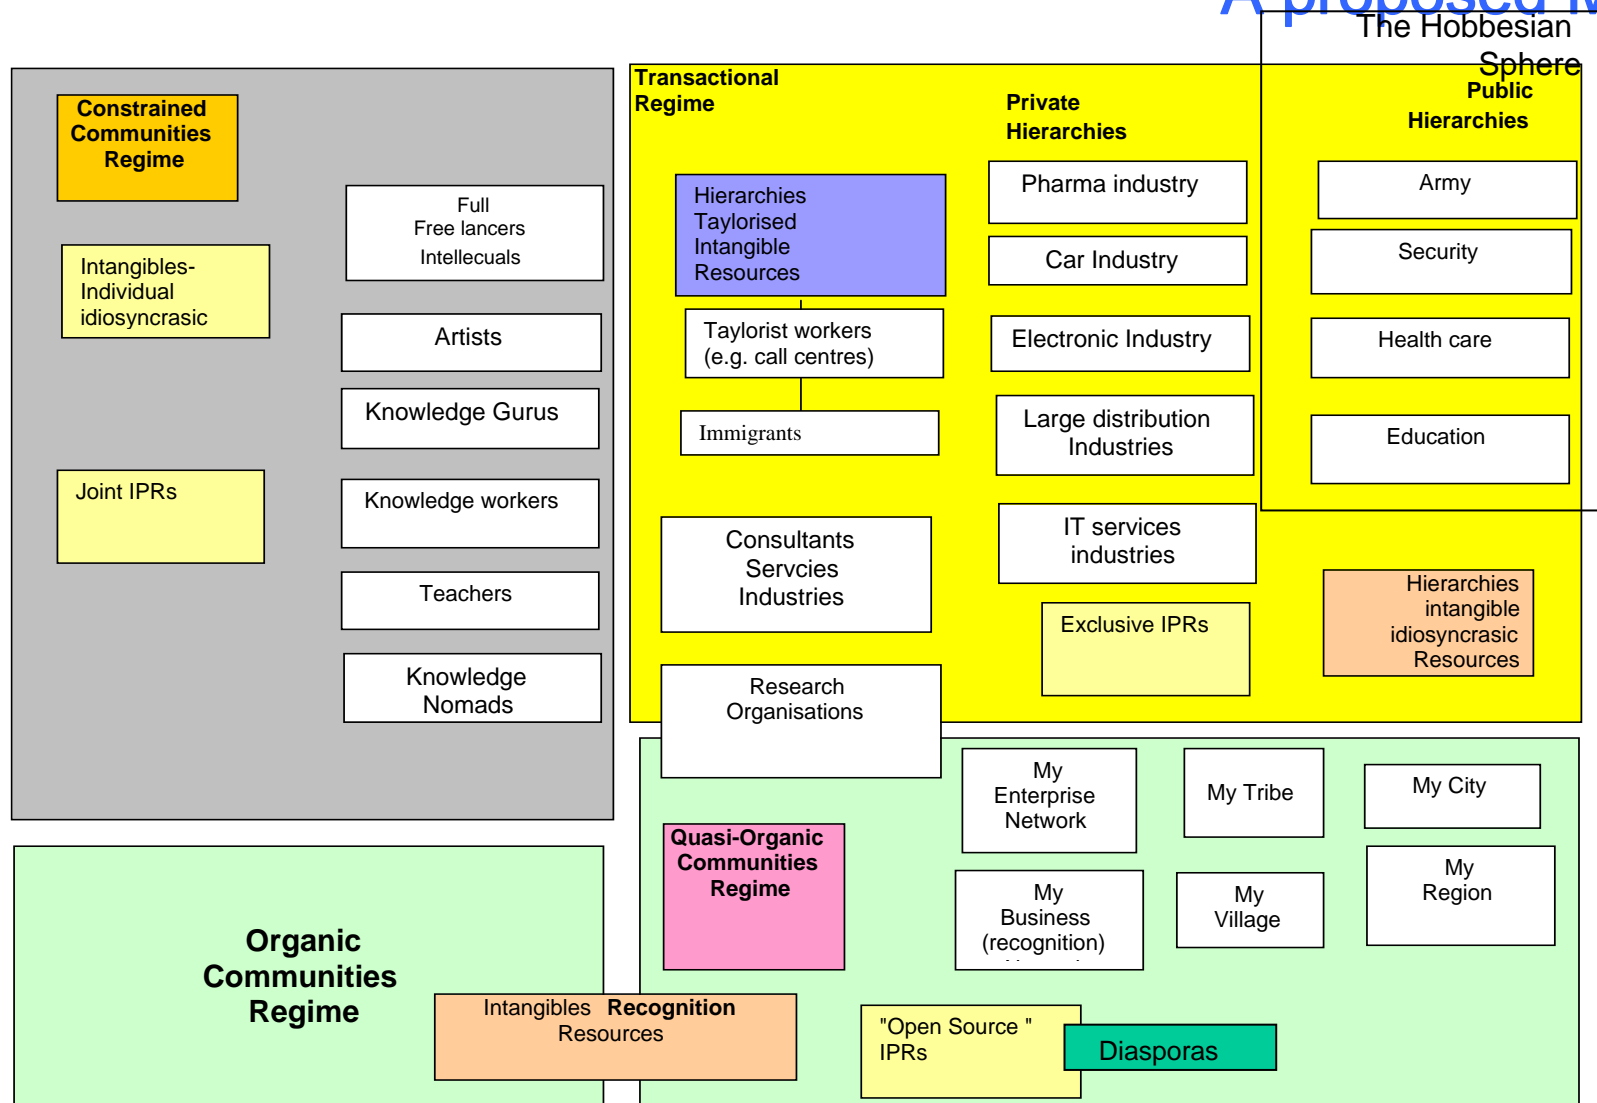 A proposed M
The Hobbesian
Sphere
Constrained
Communities
Regime
Intangibles-
Individual
idiosyncrasic
Joint IPRs
Full
Free lancers
Intellecuals
Artists
Knowledge Gurus
Knowledge workers
Teachers
Knowledge
Nomads
Transactional
Regime
Hierarchies
Taylorised
Intangible
Resources
Taylorist workers
(e.g. call centres)
Immigrants
Consultants
Servcies
Industries
Research
Organisations
Private
Hierarchies
Pharma industry
Car Industry
Electronic Industry
Large distribution
Industries
IT services
industries
Exclusive IPRs
Public
Hierarchies
Army
Security
Health care
Education
Hierarchies
intangible
idiosyncrasic
Resources
Organic
Communities
Regime
Intangibles Recognition
Resources
Quasi-Organic
Communities
Regime
My
Enterprise
Network
My Tribe
My City
My
Business
(recognition)
My
Village
My
Region
"Open Source "
IPRs
Diasporas